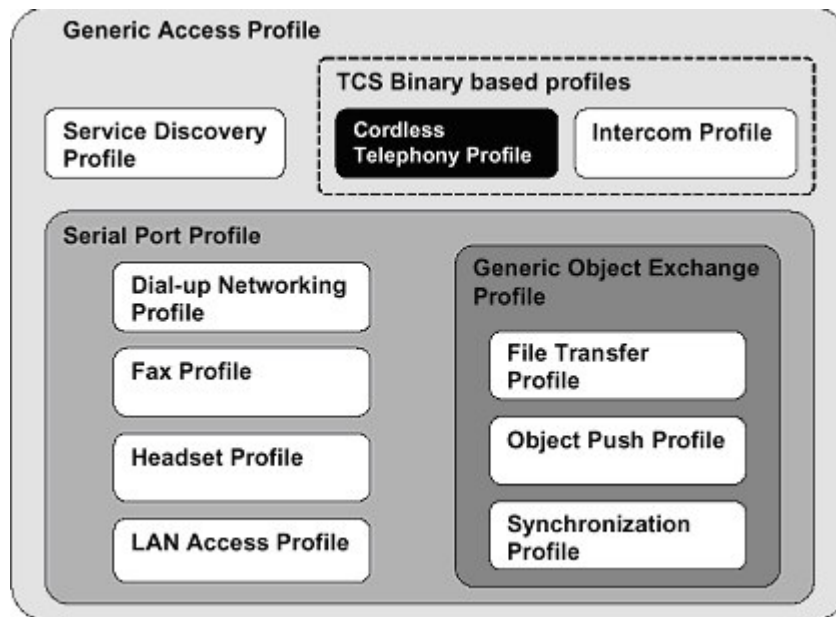 Generic Access Profile
TCS Binary based profiles
Service Discovery
Profile
Cordless
Telephony Profile
Intercom Profile
Serial Port Profile
Dial-up Networking
Profile
Fax Profile
Headset Profile
LAN Access Profile
Generic Object Exchange
Profile
File Transfer
Profile
Object Push Profile
Synchronization
Profile